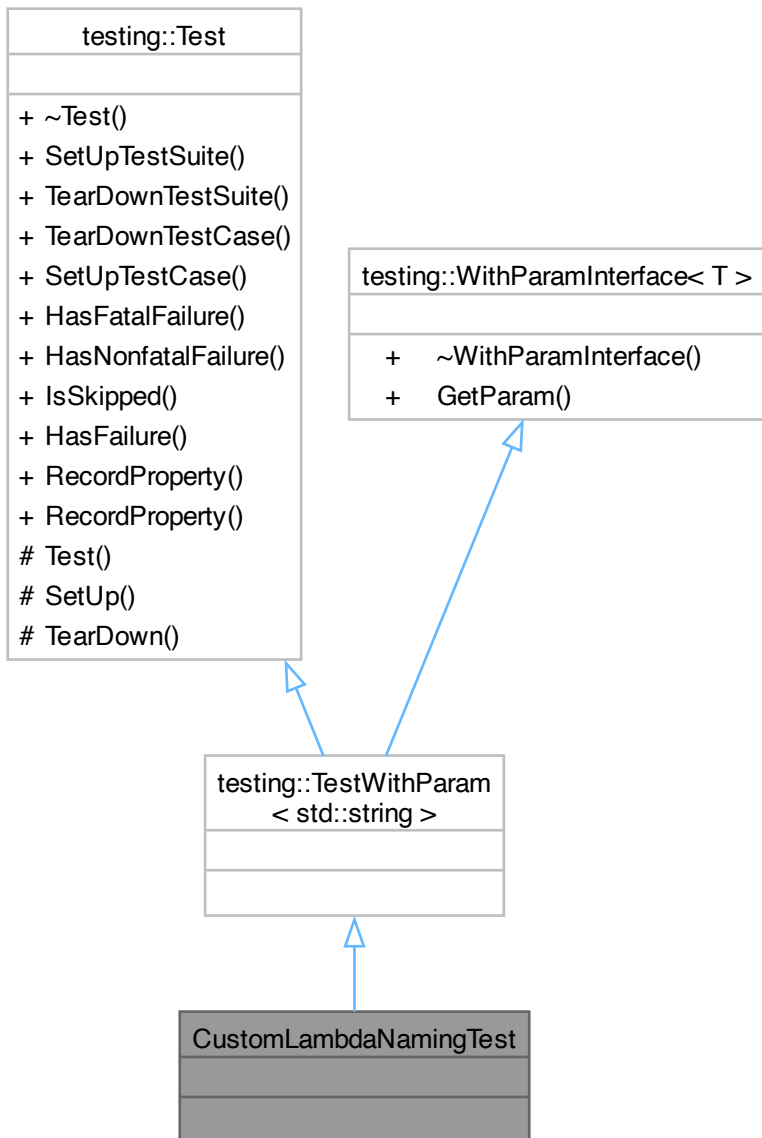 testing::Test
+ ~Test()
+ SetUpTestSuite()
+ TearDownTestSuite()
+ TearDownTestCase()
+ SetUpTestCase()
+ HasFatalFailure()
+ HasNonfatalFailure()
+ IsSkipped()
+ HasFailure()
+ RecordProperty()
+ RecordProperty()
# Test()
# SetUp()
# TearDown()
testing::WithParamInterface< T >
+ ~WithParamInterface()
+ GetParam()
testing::TestWithParam
< std::string >
CustomLambdaNamingTest